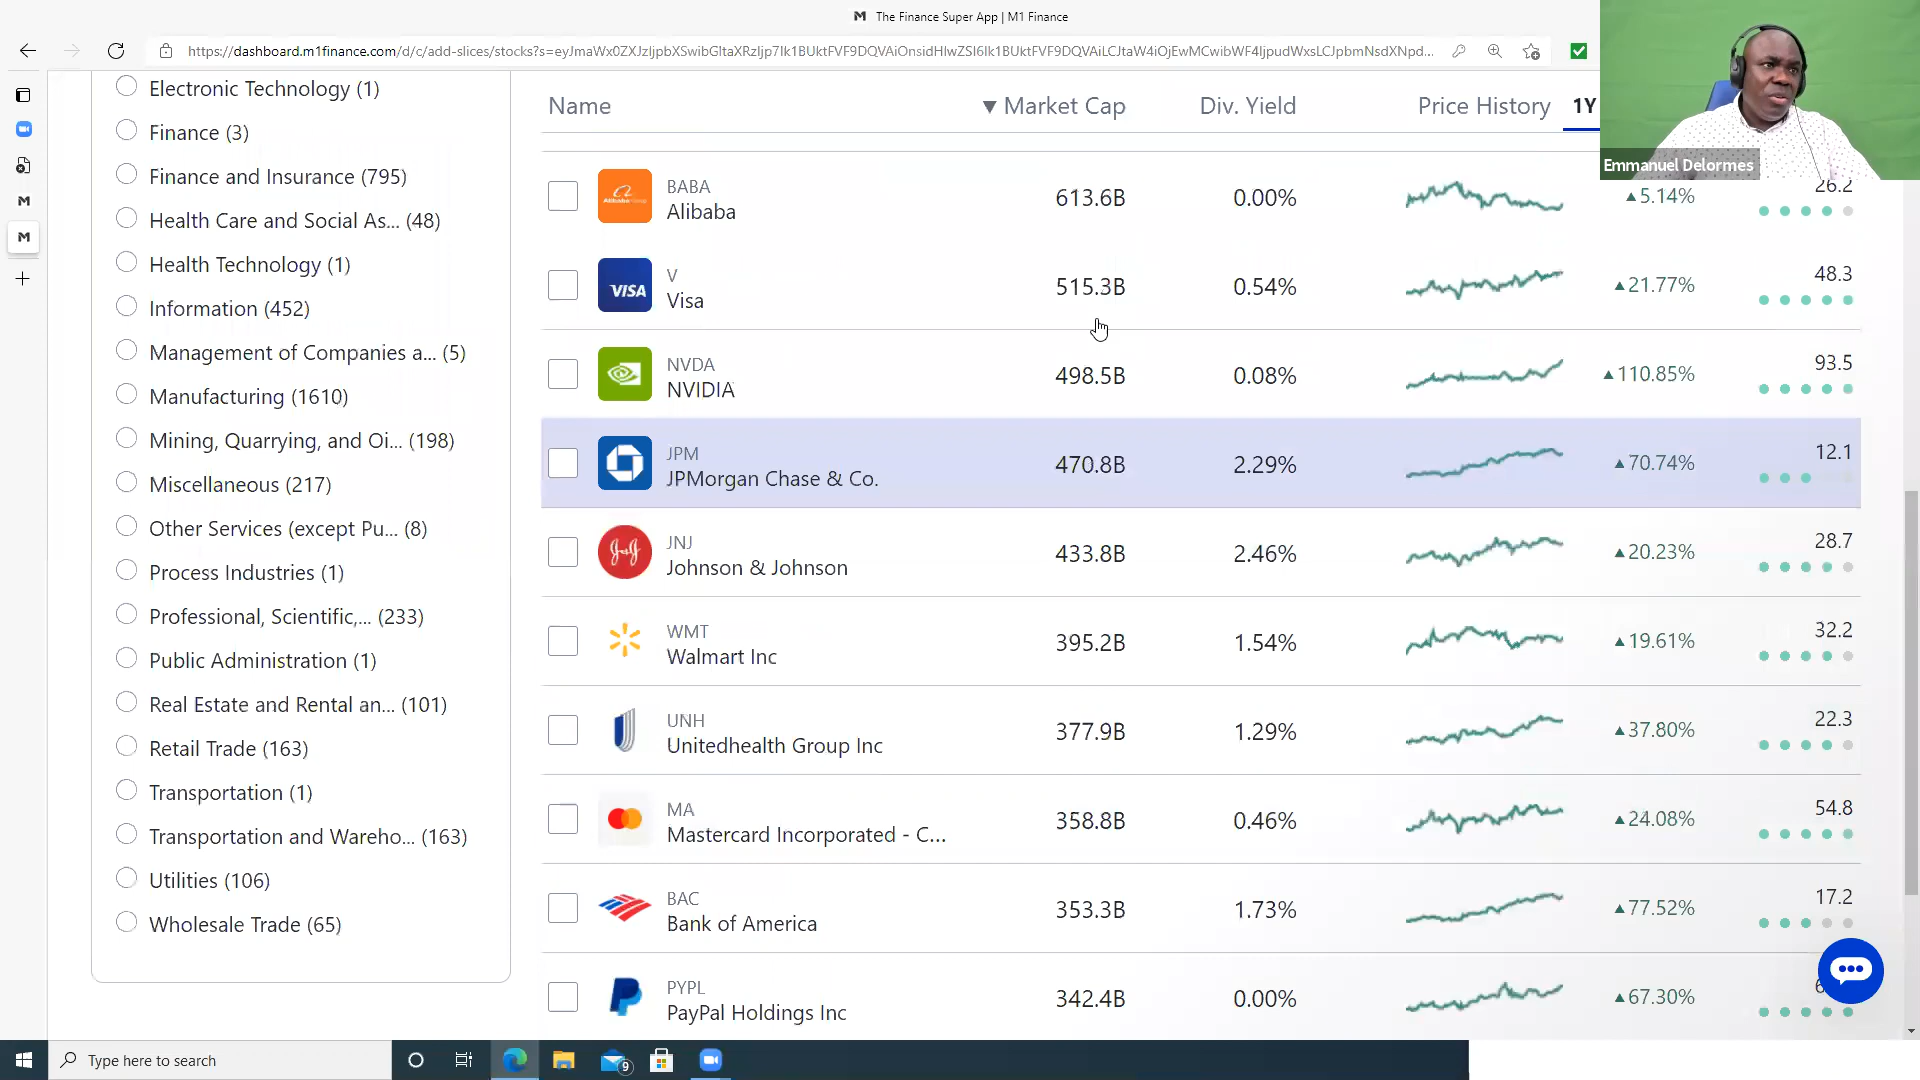 The Finance Super App | M1 Finance
https://dashboard.m1finance.com/d/c/add-slices/stocks?s=eyJmaWx0ZXJzIjpbXSwibGltaXRzIjp7Ik1BUktFVF9DQVAiOnsidHlwZSI6Ik1BUktFVF9DQVAiLCJtaW4iOjEwMCwibWF4IjpudWxsLCJpbmNsdXNpd...
Electronic Technology (1)
Finance (3)
Finance and Insurance (795)
Health Care and Social As... (48)
Health Technology (1)
Information (452)
Management of Companies a... (5)
Manufacturing (1610)
Mining, Quarrying, and Oi... (198)
Miscellaneous (217)
Other Services (except Pu... (8)
Process Industries (1)
Professional, Scientific,... (233)
Public Administration (1)
Real Estate and Rental an... (101)
Retail Trade (163)
Transportation (1)
Transportation and Wareho... (163)
Utilities (106)
Wholesale Trade (65)
Name ▼ Market Cap Div. Yield Price History 1Y
Emmanuel Delormes
BABA
Alibaba 613.6B 0.00% ▲5.14% 26.2
V
VISA Visa 515.3B 0.54% ▲21.77% 48.3
NVDA
NVIDIA 498.5B 0.08% ▲110.85% 93.5
JPM
JPMorgan Chase & Co. 470.8B 2.29% ▲70.74% 12.1
JNJ
J&J Johnson & Johnson 433.8B 2.46% ▲20.23% 28.7
WMT
Walmart Inc 395.2B 1.54% ▲19.61% 32.2
UNH
Unitedhealth Group Inc 377.9B 1.29% ▲37.80% 22.3
MA
Mastercard Incorporated - C... 358.8B 0.46% ▲24.08% 54.8
BAC
Bank of America 353.3B 1.73% ▲77.52% 17.2
PYPL
PayPal Holdings Inc 342.4B 0.00% ▲67.30%
Type here to search
9